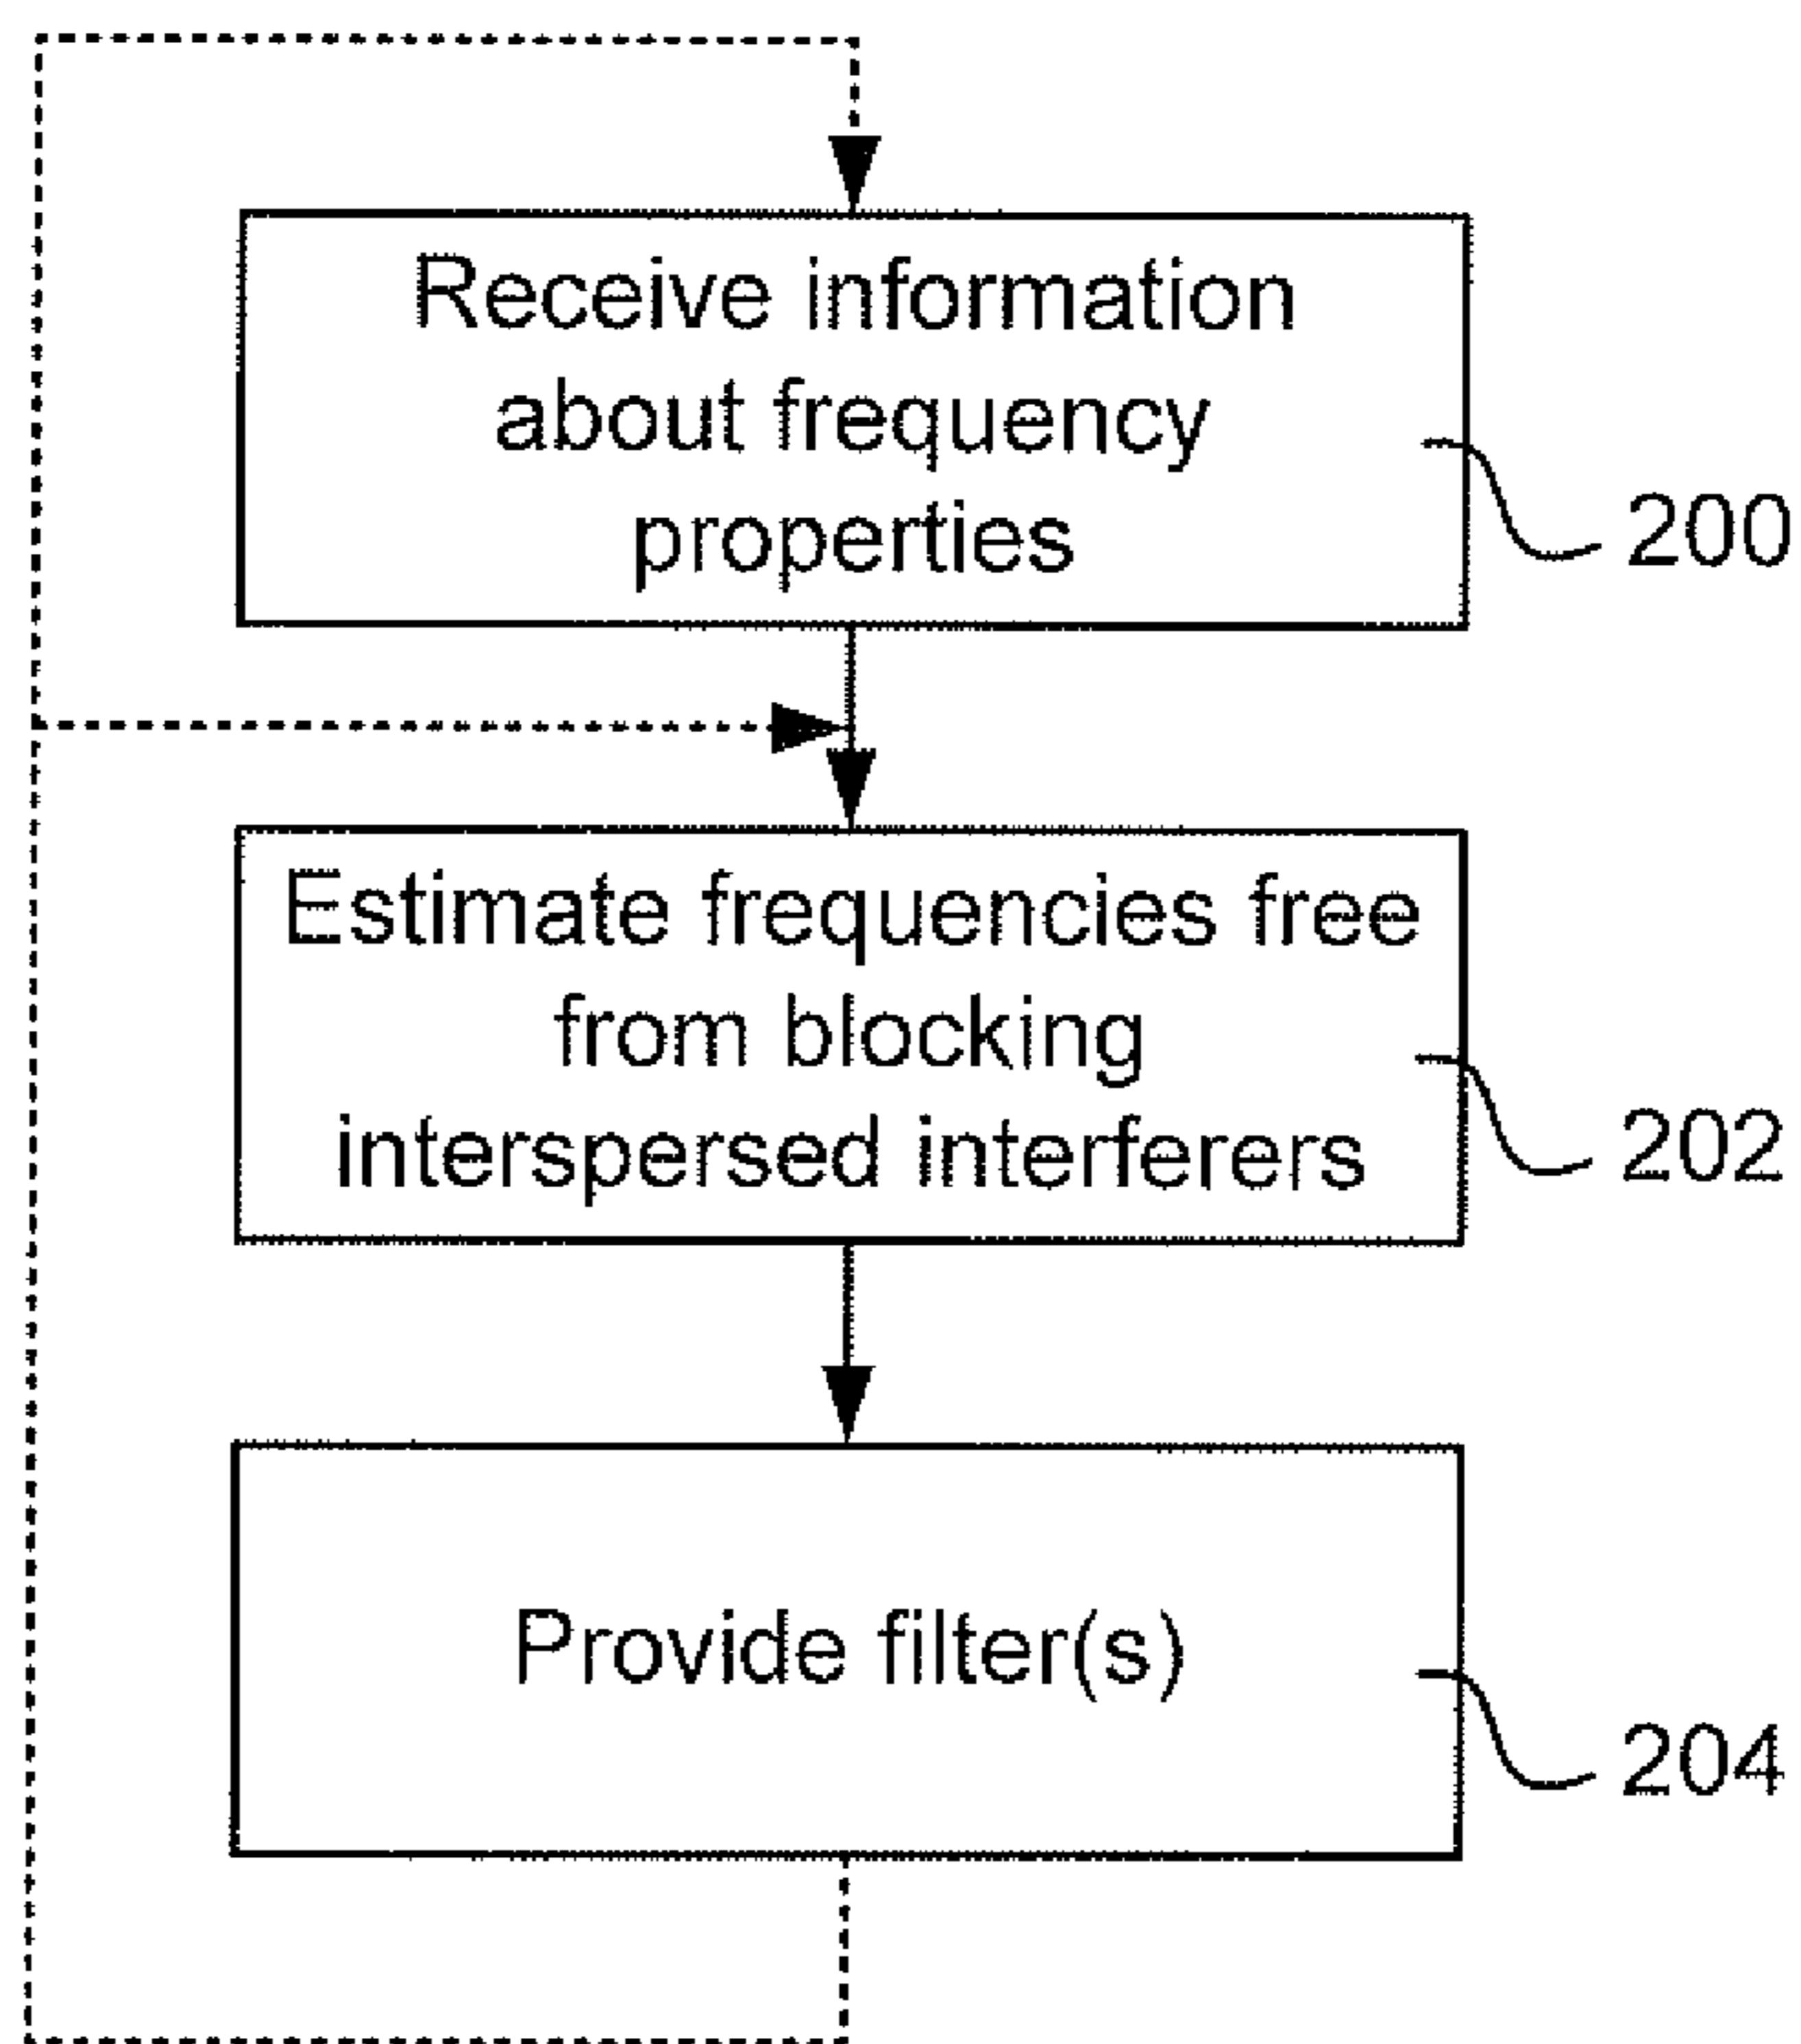 Receive information
about frequency
properties
200
Estimate frequencies free
from blocking
interspersed interferers
202
Provide filter(s)
204